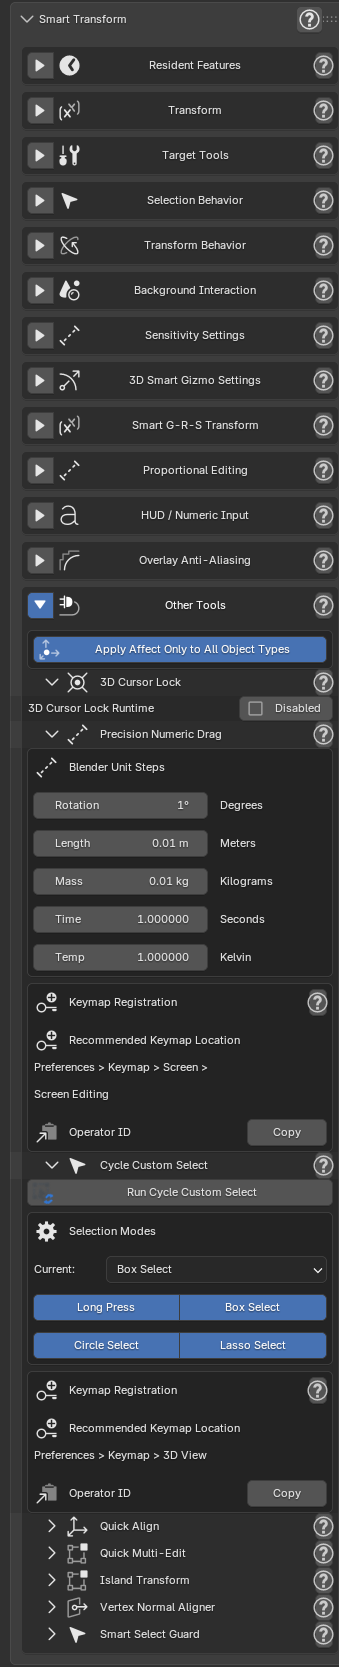 Smart Transform
Resident Features
Transform
Target Tools
Selection Behavior
Transform Behavior
Background Interaction
Sensitivity Settings
3D Smart Gizmo Settings
Smart G-R-S Transform
Proportional Editing
HUD / Numeric Input
Overlay Anti-Aliasing
Other Tools
Apply Affect Only to All Object Types
3D Cursor Lock
3D Cursor Lock Runtime Disabled
Precision Numeric Drag
Blender Unit Steps
Rotation 1° Degrees
Length 0.01 m Meters
Mass 0.01 kg Kilograms
Time 1.000000 Seconds
Temp 1.000000 Kelvin
Keymap Registration
Recommended Keymap Location
Preferences > Keymap > Screen >
Screen Editing
Operator ID Copy
Cycle Custom Select
Run Cycle Custom Select
Selection Modes
Current: Box Select
Long Press Box Select
Circle Select Lasso Select
Keymap Registration
Recommended Keymap Location
Preferences > Keymap > 3D View
Operator ID Copy
Quick Align
Quick Multi-Edit
Island Transform
Vertex Normal Aligner
Smart Select Guard